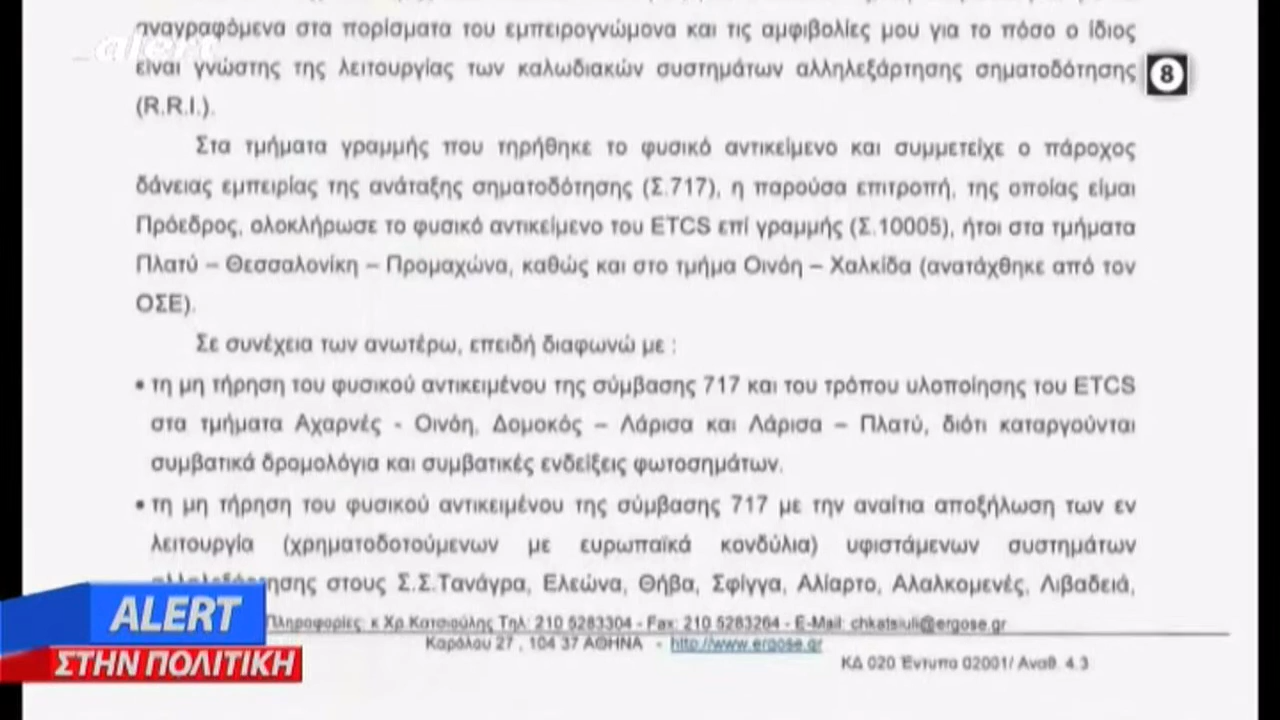 αναγραφόμενα στα πορίσματα του εμπειρογνώμονα και τις αμφιβολίες μου για το πόσο ο ίδιος
alert
είναι γνώστης της λειτουργίας των καλωδιακών συστημάτων αλληλεξάρτησης σηματοδότησης
8
(R.R.I.).
Στα τμήματα γραμμής που τηρήθηκε το φυσικό αντικείμενο και συμμετείχε ο πάροχος
δάνειας εμπειρίας της ανάταξης σηματοδότησης (Σ.717), η παρούσα επιτροπή, της οποίας είμαι
Πρόεδρος, ολοκλήρωσε το φυσικό αντικείμενο του ETCS επί γραμμής (Σ.10005), ήτοι στα τμήματα
Πλατύ – Θεσσαλονίκη – Προμαχώνα, καθώς και στο τμήμα Οινόη – Χαλκίδα (ανατάχθηκε από τον
ΟΣΕ).
Σε συνέχεια των ανωτέρω, επειδή διαφωνώ με :
• τη μη τήρηση του φυσικού αντικειμένου της σύμβασης 717 και του τρόπου υλοποίησης του ETCS
στα τμήματα Αχαρνές - Οινόη, Δομοκός – Λάρισα και Λάρισα – Πλατύ, διότι καταργούνται
συμβατικά δρομολόγια και συμβατικές ενδείξεις φωτοσημάτων.
• τη μη τήρηση του φυσικού αντικειμένου της σύμβασης 717 με την αναίτια αποξήλωση των εν
λειτουργία (χρηματοδοτούμενων με ευρωπαϊκά κονδύλια) υφιστάμενων συστημάτων
στους Σ.Σ.Τανάγρα, Ελεώνα, Θήβα, Σφίγγα, Αλίαρτο, Αλαλκομενές, Λιβαδειά,
Πληροφορίες: κ Χρ.Κατσιούλης Τηλ: 210 5283304 - Fax: 210 5283264 - E-Mail: chkatsiuli@ergose.gr
Καρόλου 27 , 104 37 ΑΘΗΝΑ - http://www.ergose.gr
ΚΔ 020 Έντυπο 02001/ Αναθ. 4.3
ALERT
ΣΤΗΝ ΠΟΛΙΤΙΚΗ